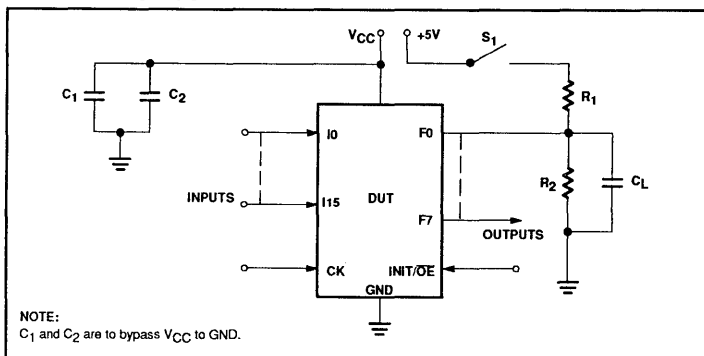 VCC +5V S1
C1 C2 R1
I0 F0
R2 CL
INPUTS I15 DUT F7
OUTPUTS
CK INIT/OE
GND
NOTE:
C1 and C2 are to bypass VCC to GND.